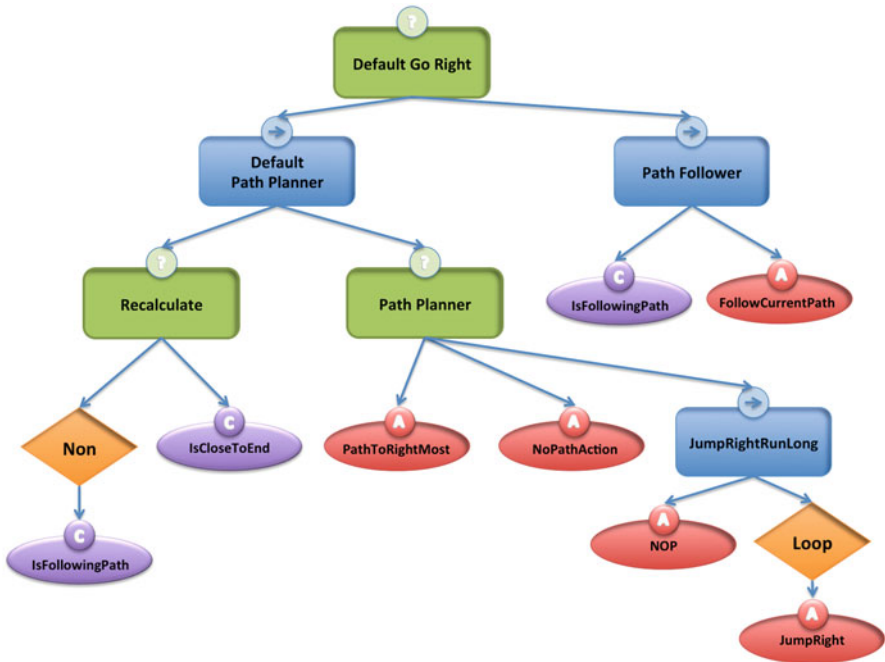 ?
Default Go Right
Default
Path Planner
Path Follower
?
Recalculate
?
Path Planner
C
IsFollowingPath
A
FollowCurrentPath
Non
C
IsCloseToEnd
A
PathToRightMost
A
NoPathAction
JumpRightRunLong
C
IsFollowingPath
A
NOP
Loop
A
JumpRight